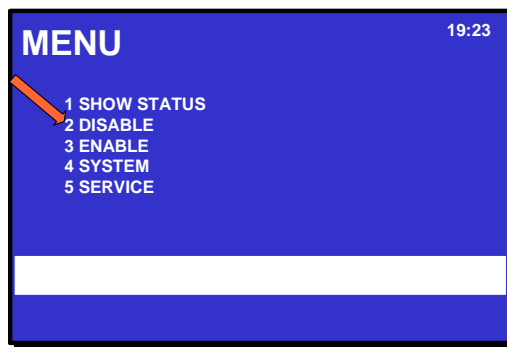 MENU
19:23
1 SHOW STATUS
2 DISABLE
3 ENABLE
4 SYSTEM
5 SERVICE